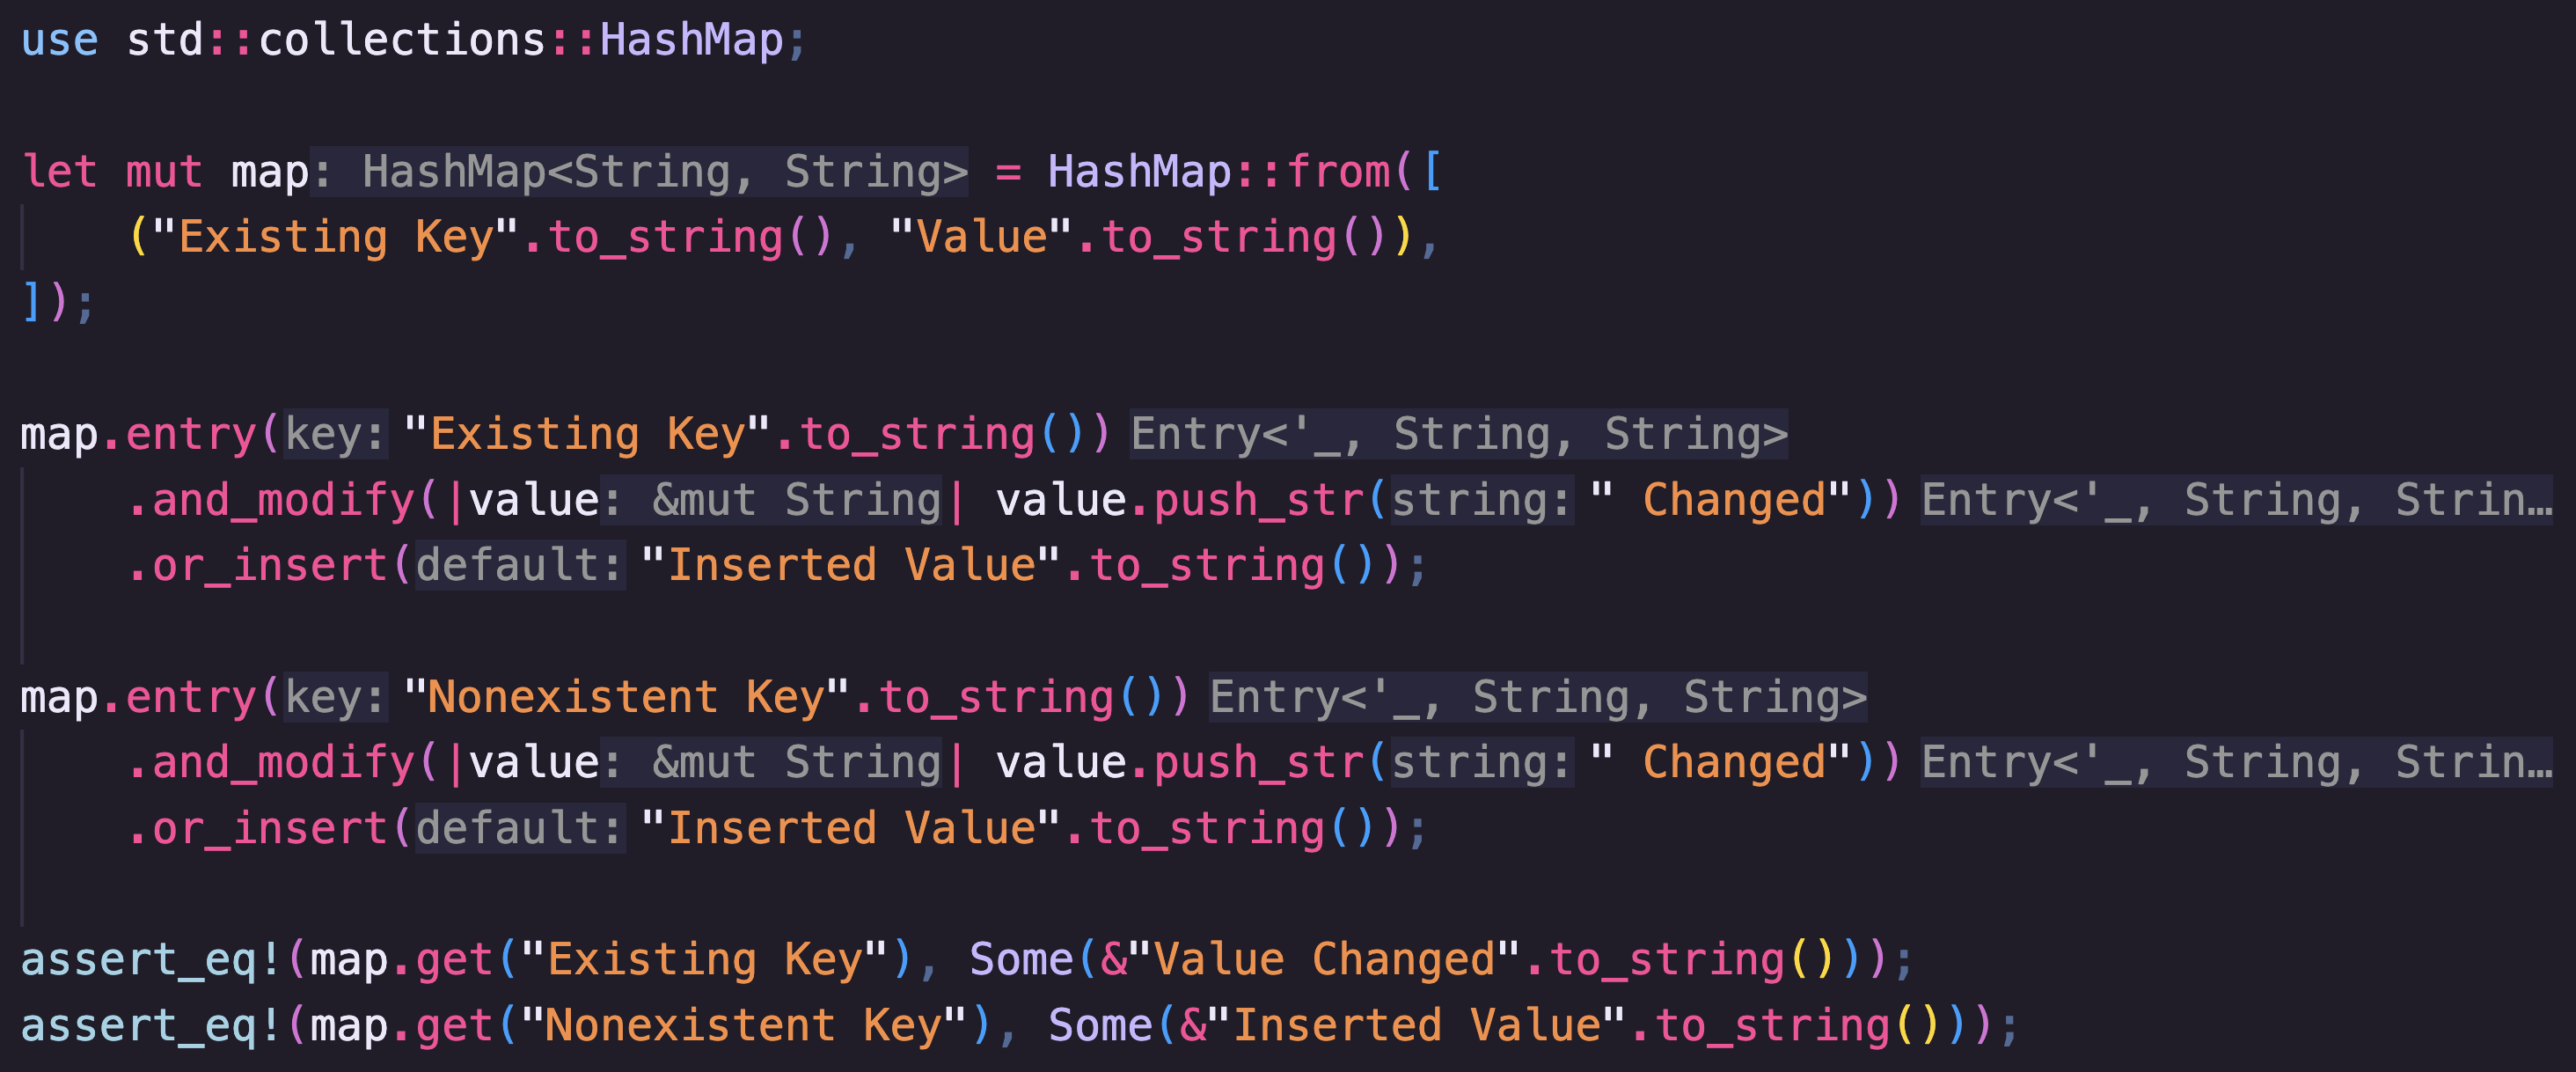 use std::collections::HashMap;
let mut map: HashMap<String, String> = HashMap::from([
    ("Existing Key".to_string(), "Value".to_string()),
]);
map.entry(key: "Existing Key".to_string()) Entry<'_, String, String>
    .and_modify(|value: &mut String| value.push_str(string: " Changed")) Entry<'_, String, Strin…
    .or_insert(default: "Inserted Value".to_string());
map.entry(key: "Nonexistent Key".to_string()) Entry<'_, String, String>
    .and_modify(|value: &mut String| value.push_str(string: " Changed")) Entry<'_, String, Strin…
    .or_insert(default: "Inserted Value".to_string());
assert_eq!(map.get("Existing Key"), Some(&"Value Changed".to_string()));
assert_eq!(map.get("Nonexistent Key"), Some(&"Inserted Value".to_string()));